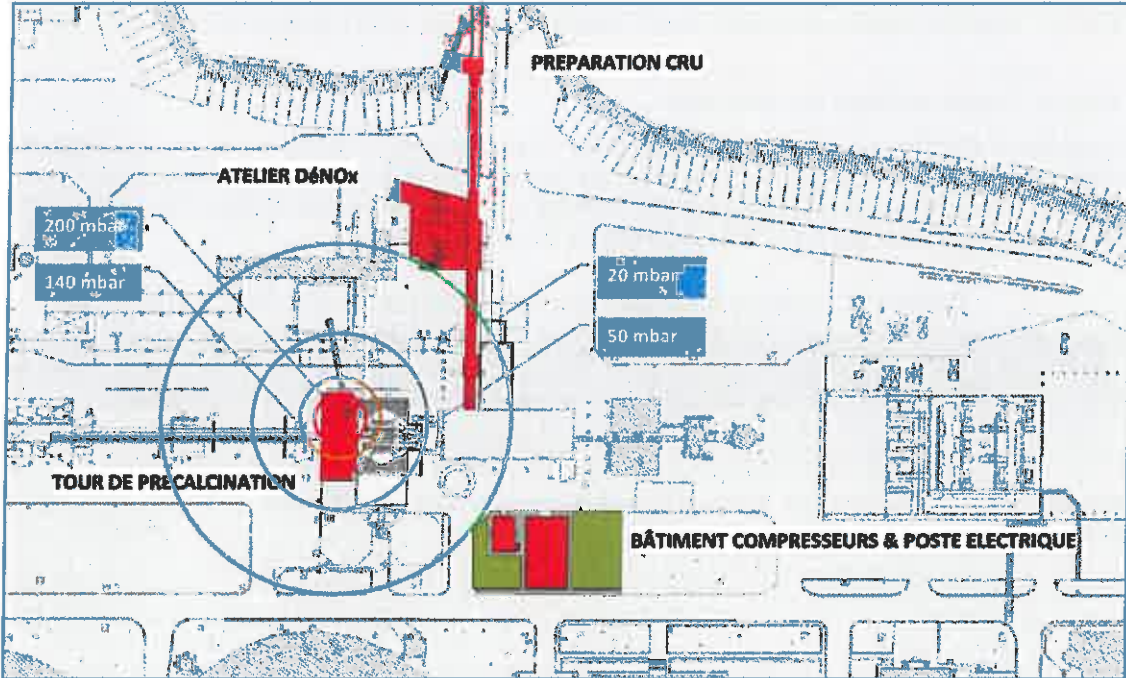 PREPARATION CRU
ATELIER DéNOx
200 mbar
140 mbar
20 mbar
50 mbar
TOUR DE PRECALCINATION
BÂTIMENT COMPRESSEURS & POSTE ELECTRIQUE